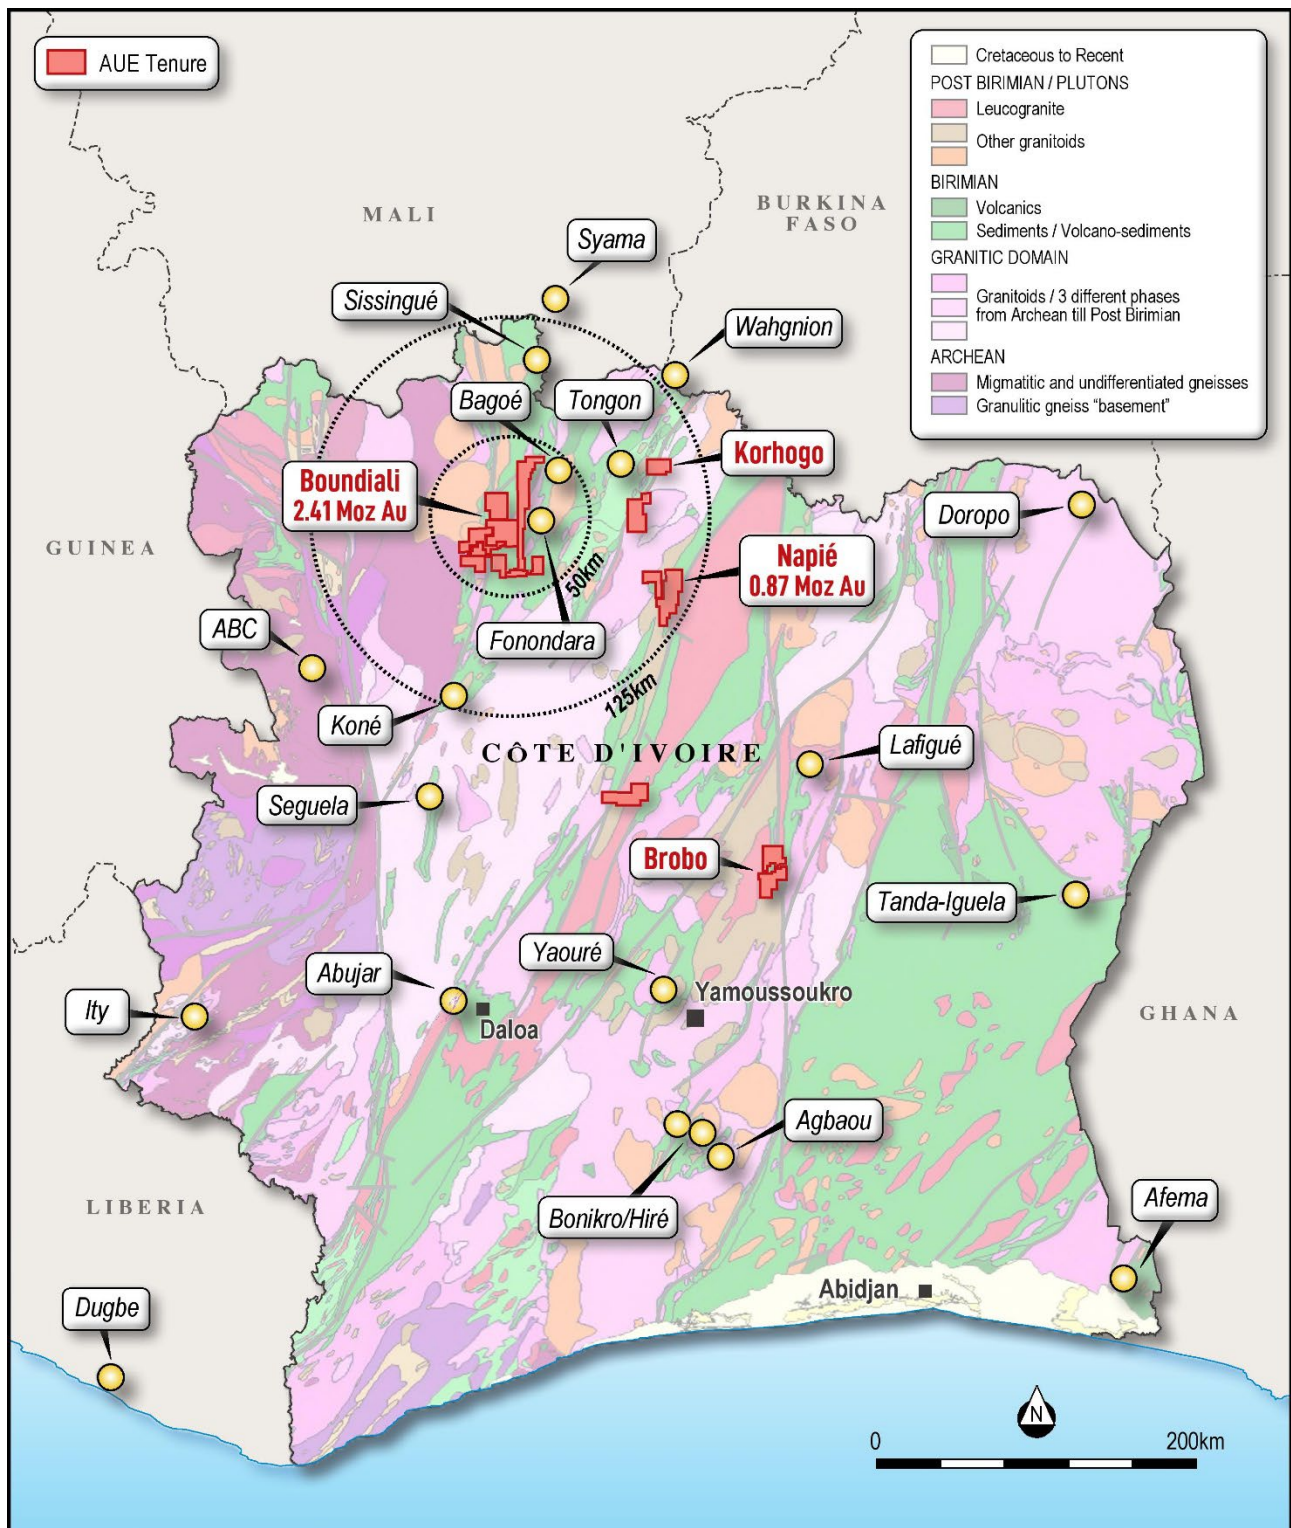 AUE Tenure
Cretaceous to Recent
POST BIRIMIAN / PLUTONS
Leucogranite
Other granitoids
BIRIMIAN
Volcanics
Sediments / Volcano-sediments
GRANITIC DOMAIN
Granitoids / 3 different phases
from Archean till Post Birimian
ARCHEAN
Migmatitic and undifferentiated gneisses
Granulitic gneiss “basement”
MALI
BURKINA
FASO
Syama
Sissingué
Wahgnion
Bagoé
Tongon
Korhogo
Boundiali
2.41 Moz Au
Doropo
GUINEA
Napié
0.87 Moz Au
50km
ABC
Fonondara
125km
Koné
CÔTE D'IVOIRE
Lafigué
Seguela
Brobo
Tanda-Iguela
Yaouré
Abujar
Yamoussoukro
Ity
Daloa
GHANA
Agbaou
LIBERIA
Bonikro/Hiré
Afema
Abidjan
Dugbe
N
0
200km